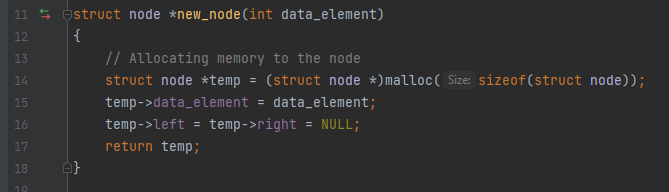 11 struct node *new_node(int data_element)
12 {
13 // Allocating memory to the node
14 struct node *temp = (struct node *)malloc( Size: sizeof(struct node));
15 temp->data_element = data_element;
16 temp->left = temp->right = NULL;
17 return temp;
18 }
19